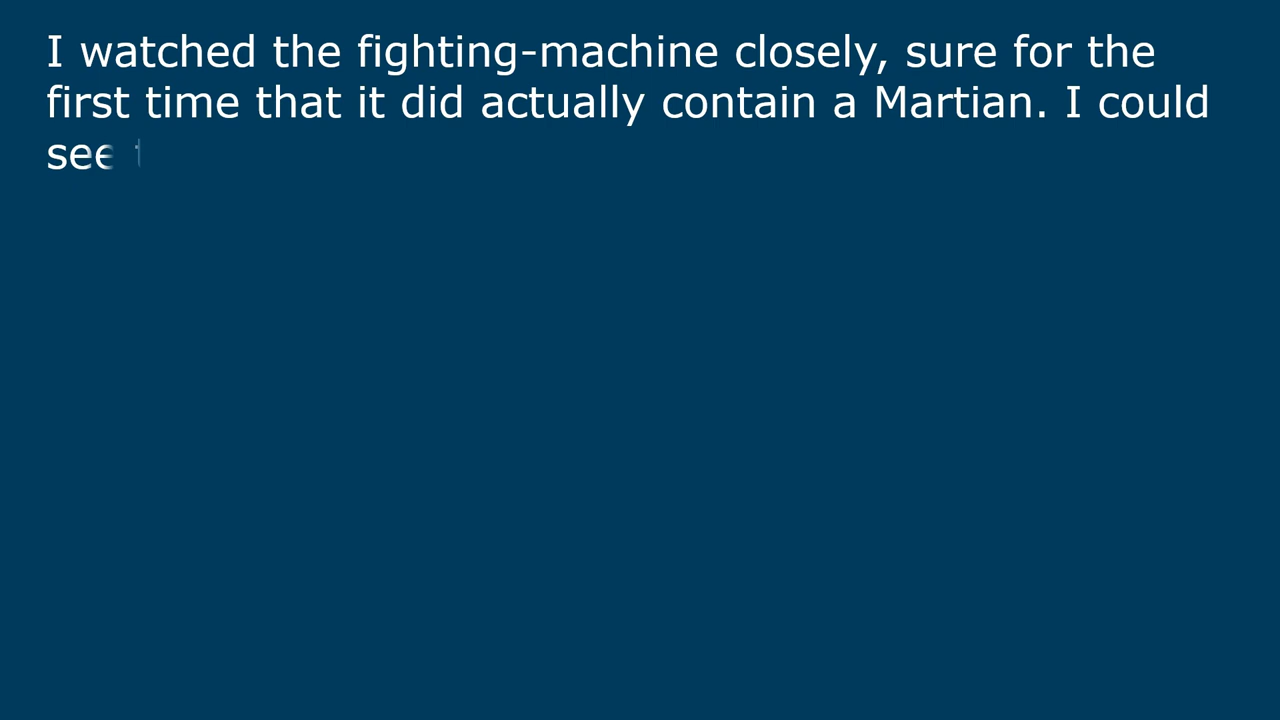 I watched the fighting-machine closely, sure for the
first time that it did actually contain a Martian. I could
see